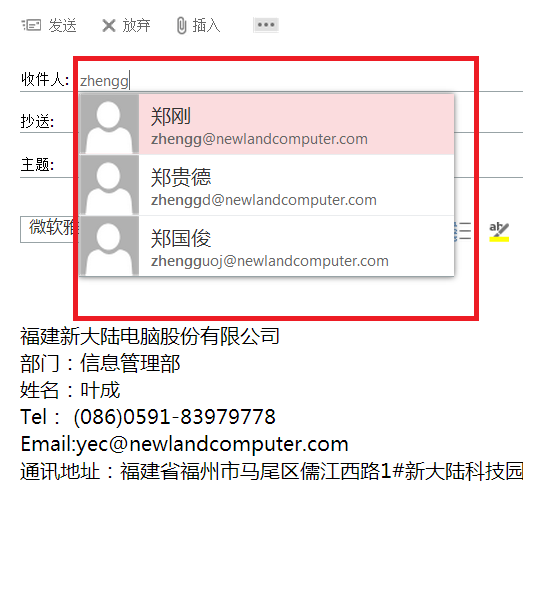 发送 放弃 插入
收件人: zhengg
郑刚
zhengg@newlandcomputer.com
抄送:
郑贵德
zhenggd@newlandcomputer.com
主题:
郑国俊
zhengguoj@newlandcomputer.com
微软雅
ab
福建新大陆电脑股份有限公司
部门：信息管理部
姓名：叶成
Tel： (086)0591-83979778
Email:yec@newlandcomputer.com
通讯地址：福建省福州市马尾区儒江西路1#新大陆科技园